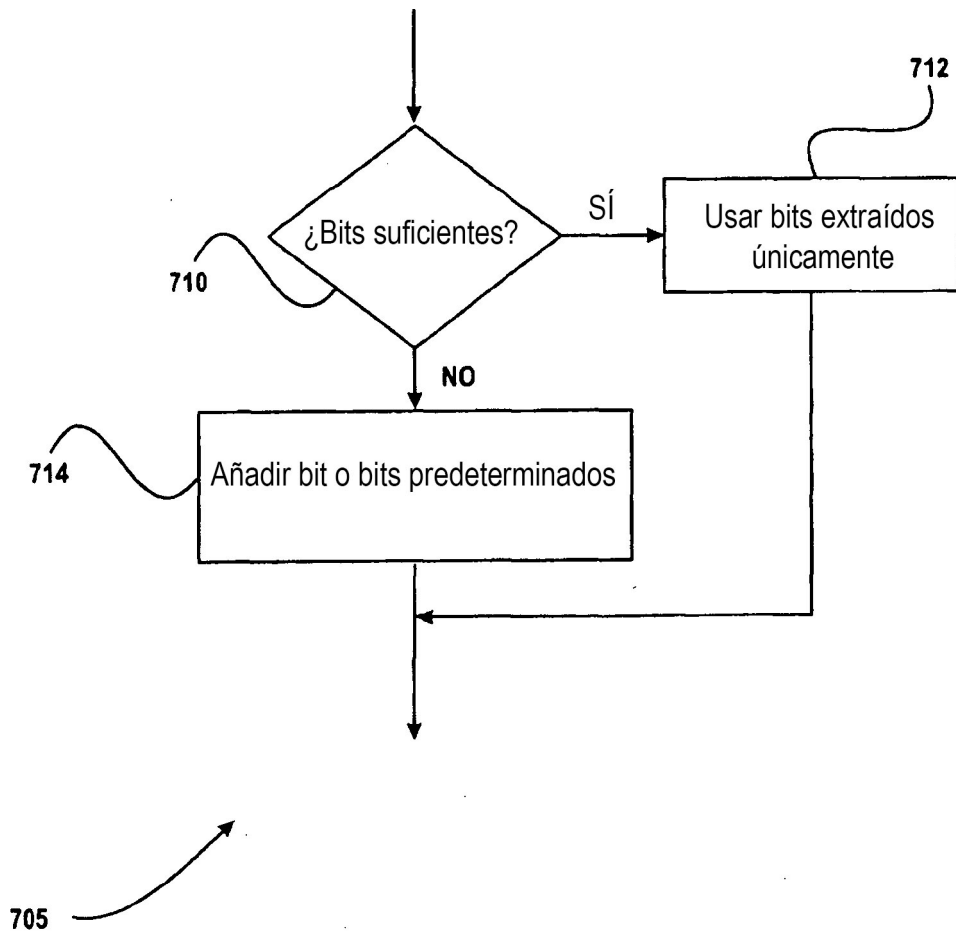 712
¿Bits suficientes?
SÍ
Usar bits extraídos
únicamente
710
NO
714
Añadir bit o bits predeterminados
705